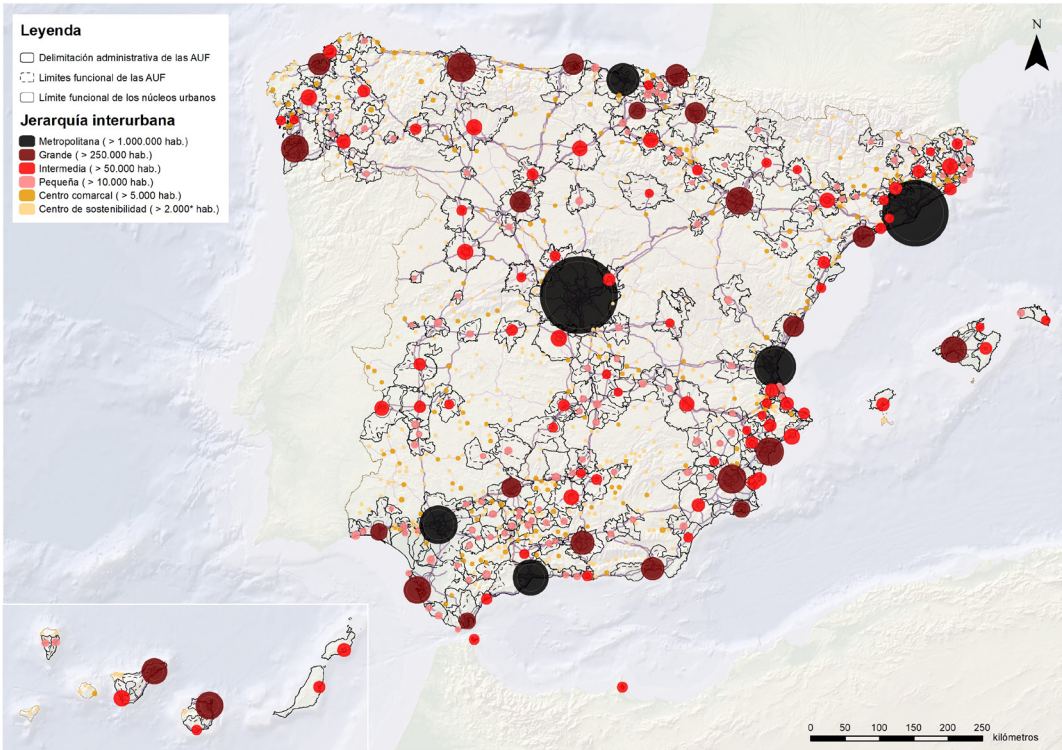 Leyenda
Delimitación administrativa de las AUF
Limites funcional de las AUF
Límite funcional de los núcleos urbanos
Jerarquía interurbana
Metropolitana ( > 1.000.000 hab.)
Grande ( > 250.000 hab.)
Intermedia ( > 50.000 hab.)
Pequeña ( > 10.000 hab.)
Centro comarcal ( > 5.000 hab.)
Centro de sostenibilidad ( > 2.000* hab.)
N
0 50 100 150 200 250
kilómetros